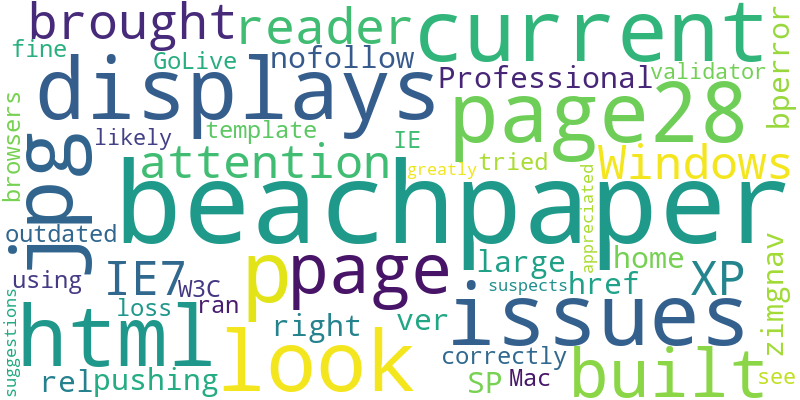 brought
reader
current
fine
GoLive
nofollow
bperror
displays
Professional
validator
browsers
jpg
likely
template
IE
page28
attention
greatly
tried
Windows
beachpaper
appreciated
outdated
using
IE7
W3C
ran
p
page
large
suspects
href
home
XP
zimgnav
suggestions
html
loss
right
ver
issues
rel
pushing
look
correctly
SP
Mac
built
see